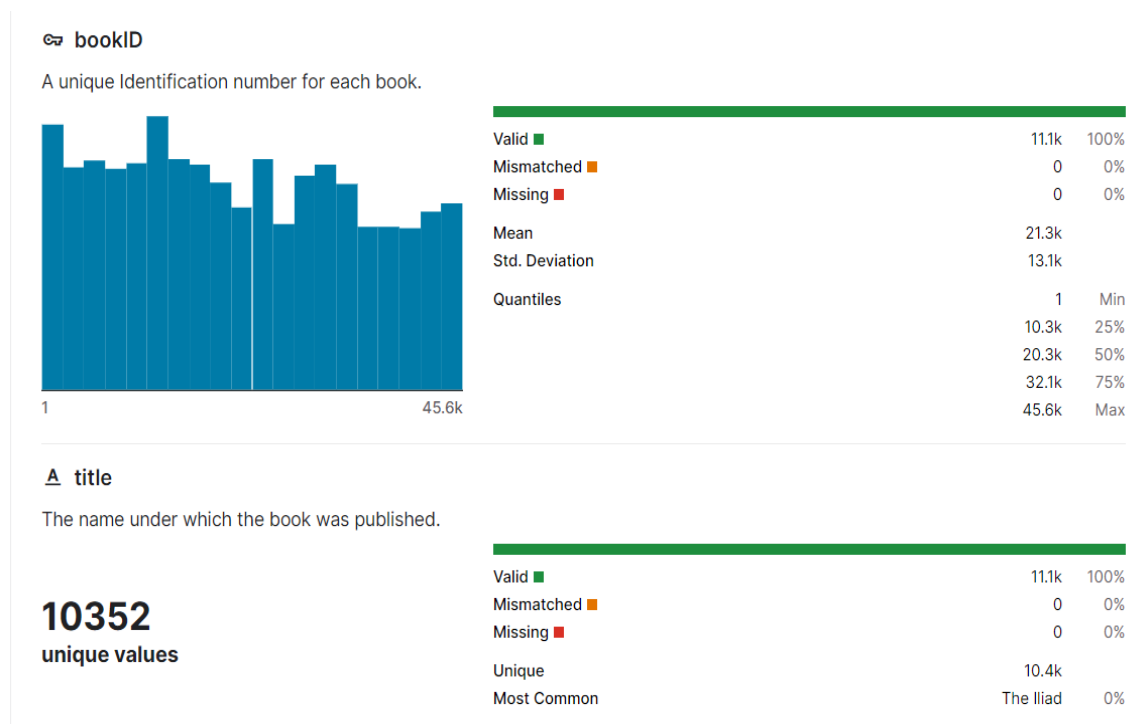 bookID
A unique Identification number for each book.
Valid 11.1k 100%
Mismatched 0 0%
Missing 0 0%
Mean 21.3k
Std. Deviation 13.1k
Quantiles 1 Min
10.3k 25%
20.3k 50%
32.1k 75%
45.6k Max
1 45.6k
A title
The name under which the book was published.
10352
unique values
Valid 11.1k 100%
Mismatched 0 0%
Missing 0 0%
Unique 10.4k
Most Common The Iliad 0%